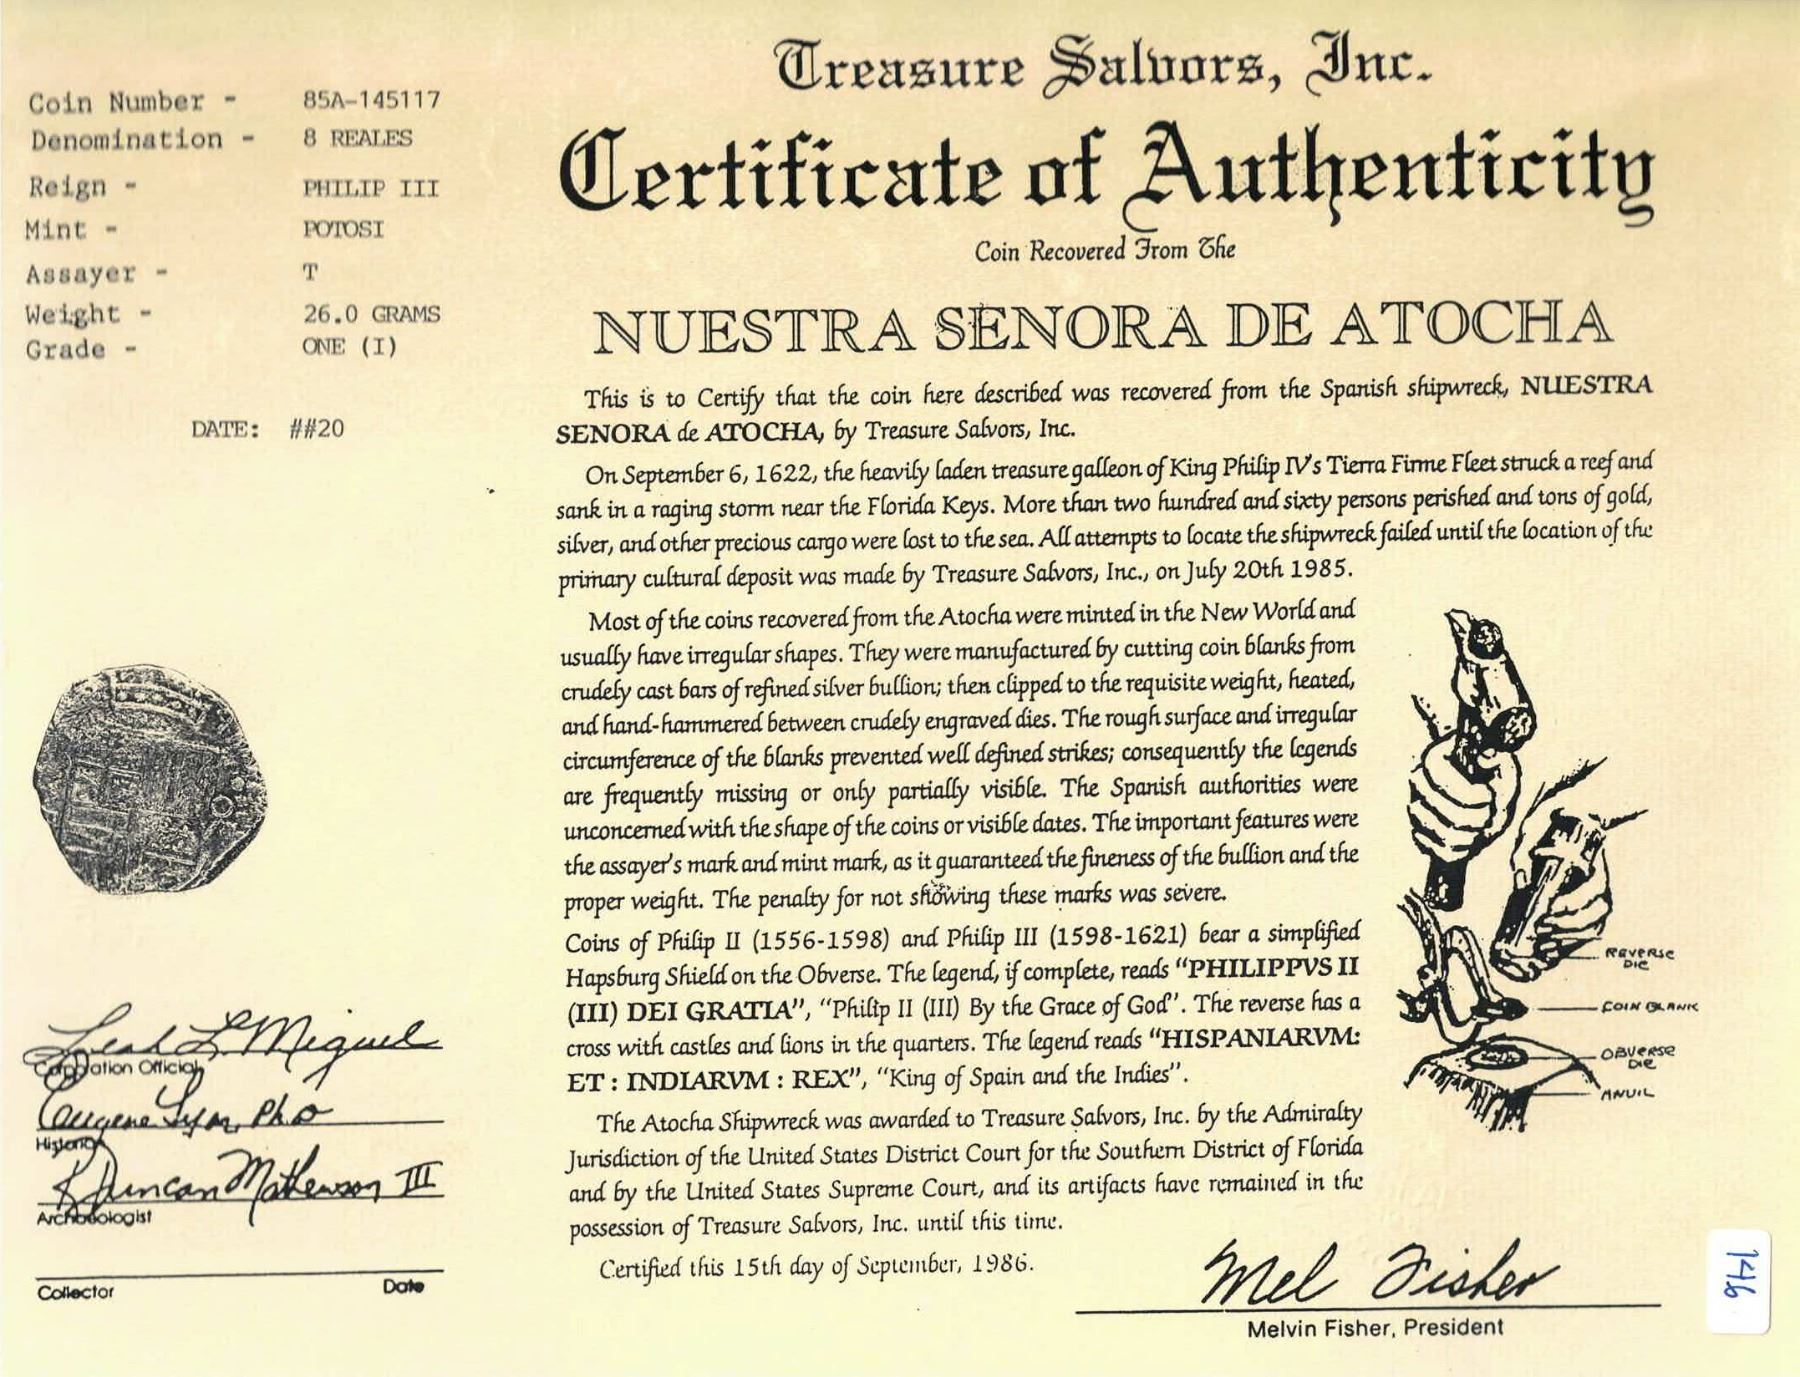 Treasure Salvors, Inc.
Certificate of Authenticity
Coin Recovered From The
NUESTRA SENORA DE ATOCHA
Coin Number - 85A-145117
Denomination - 8 REALES
Reign - PHILIP III
Mint - POTOSI
Assayer - T
Weight - 26.0 GRAMS
Grade - ONE (I)
DATE: ##20
This is to Certify that the coin here described was recovered from the Spanish shipwreck, NUESTRA
SENORA de ATOCHA, by Treasure Salvors, Inc.
On September 6, 1622, the heavily laden treasure galleon of King Philip IV's Tierra Firme Fleet struck a reef and
sank in a raging storm near the Florida Keys. More than two hundred and sixty persons perished and tons of gold,
silver, and other precious cargo were lost to the sea. All attempts to locate the shipwreck failed until the location of the
primary cultural deposit was made by Treasure Salvors, Inc., on July 20th 1985.
Most of the coins recovered from the Atocha were minted in the New World and
usually have irregular shapes. They were manufactured by cutting coin blanks from
crudely cast bars of refined silver bullion; then clipped to the requisite weight, heated,
and hand-hammered between crudely engraved dies. The rough surface and irregular
circumference of the blanks prevented well defined strikes; consequently the legends
are frequently missing or only partially visible. The Spanish authorities were
unconcerned with the shape of the coins or visible dates. The important features were
the assayer's mark and mint mark, as it guaranteed the fineness of the bullion and the
proper weight. The penalty for not showing these marks was severe.
Coins of Philip II (1556-1598) and Philip III (1598-1621) bear a simplified
Hapsburg Shield on the Obverse. The legend, if complete, reads "PHILIPPVS II
(III) DEI GRATIA", "Philip II (III) By the Grace of God". The reverse has a
cross with castles and lions in the quarters. The legend reads "HISPANIARVM:
ET : INDIARVM : REX", "King of Spain and the Indies".
The Atocha Shipwreck was awarded to Treasure Salvors, Inc. by the Admiralty
Jurisdiction of the United States District Court for the Southern District of Florida
and by the United States Supreme Court, and its artifacts have remained in the
possession of Treasure Salvors, Inc. until this time.
Certified this 15th day of September, 1986.
REVERSE
DIE
COIN BLANK
OBVERSE
DIE
ANVIL
Leah L. Miguel
Corporation Official
Eugene Lyon, Ph.D
Historian
R Duncan Mathewson III
Archaeologist
Collector Date
Mel Fisher
Melvin Fisher, President
146